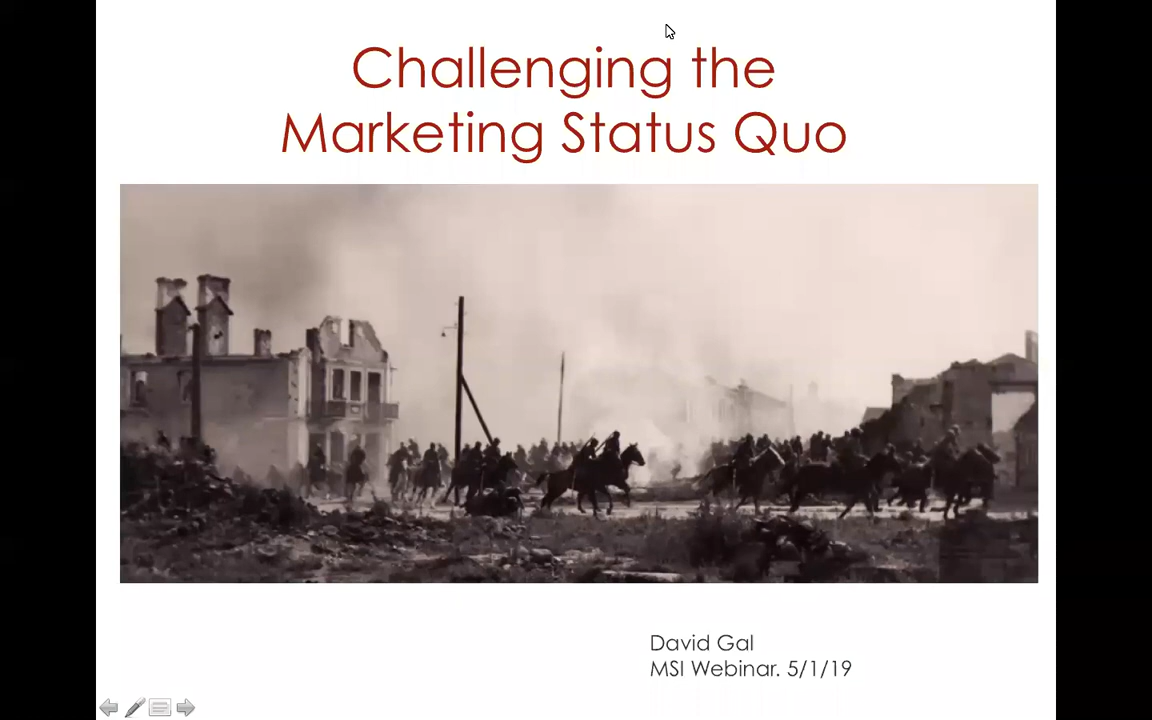 Challenging the
Marketing Status Quo
David Gal
MSI Webinar. 5/1/19